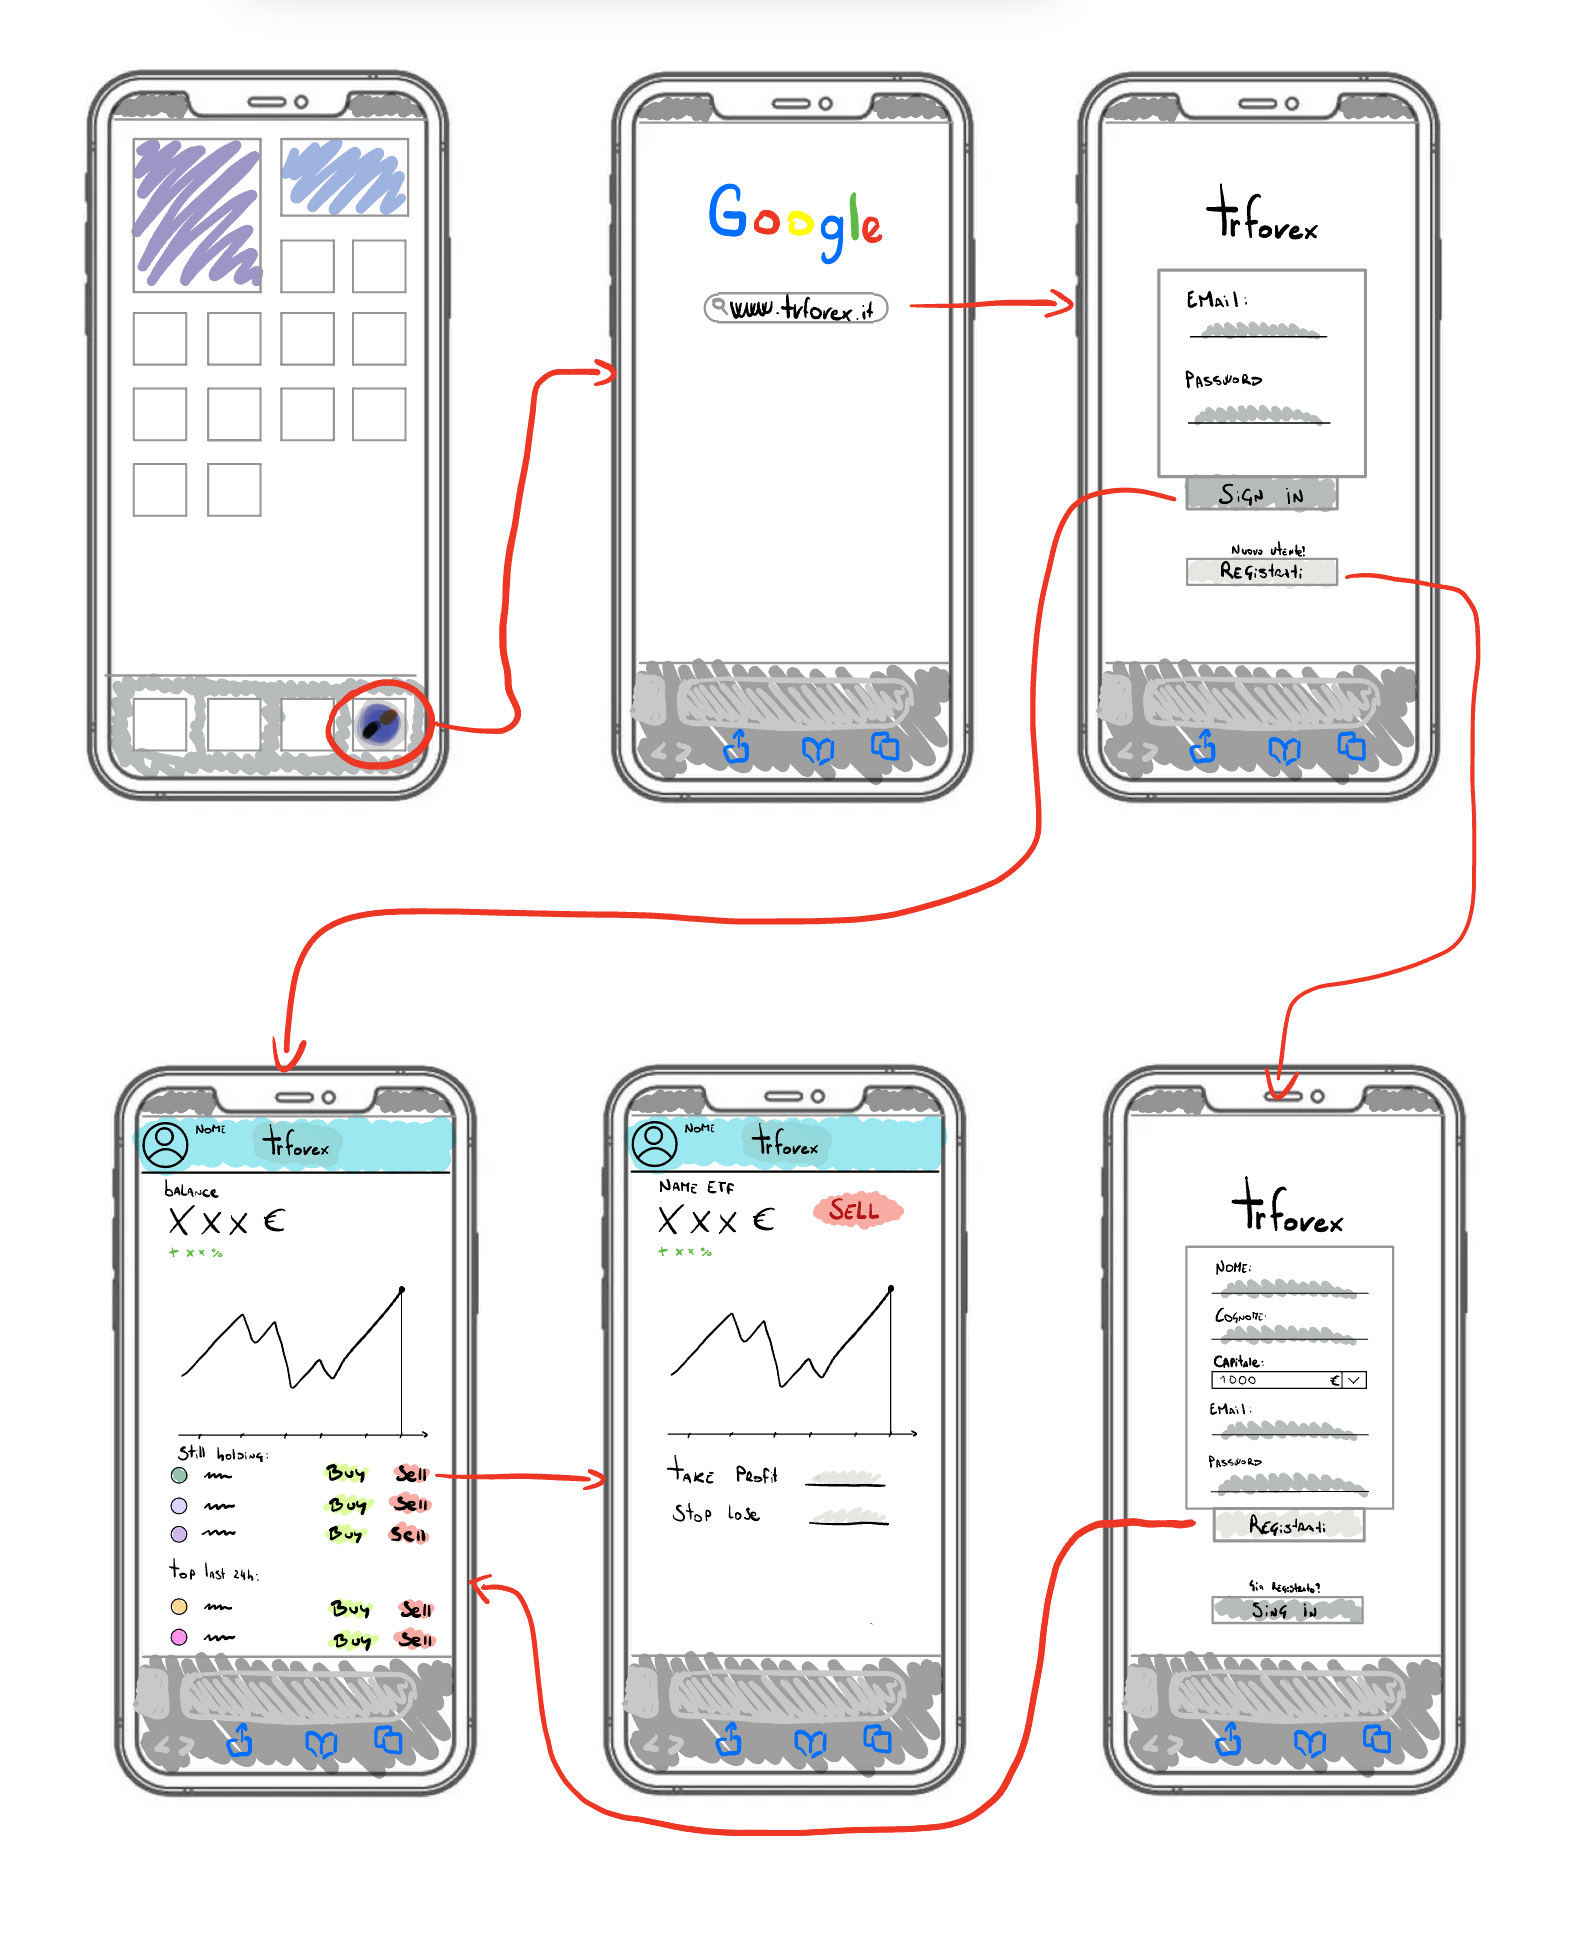 Google
www.trforex.it
trforex
EMail:
PASSWORD
SiGN iN
Nuovo utente?
REGistrati
NOME
trforex
bALANCE
XXX €
+ x x %
Still holding:
Buy Sell
Buy Sell
Buy Sell
top last 24h:
Buy Sell
Buy Sell
NOME
trforex
NAME ETF
XXX €
SELL
+ x x %
tAKE PRofit
StoP loSe
trforex
NOME:
COGNOME:
CAPitale:
1000 €
EMail:
PASSWORD
REGistrati
Già REGistrato?
SiNG iN